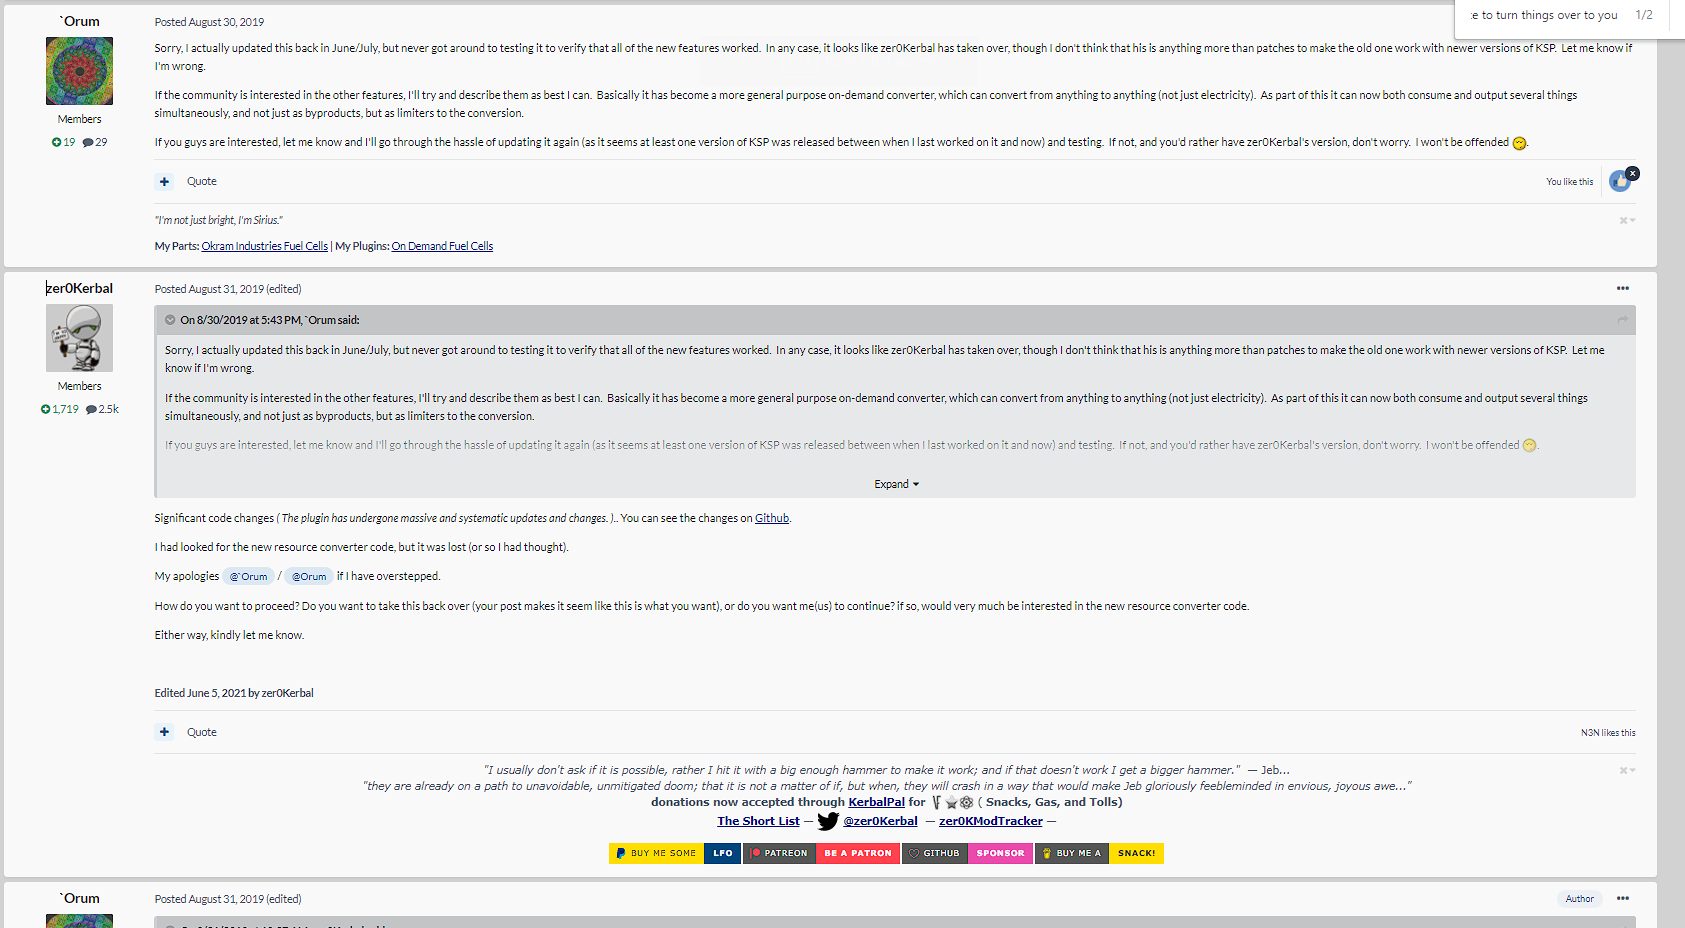 `Orum
Posted August 30, 2019
e to turn things over to you 1/2
Sorry, I actually updated this back in June/July, but never got around to testing it to verify that all of the new features worked. In any case, it looks like zer0Kerbal has taken over, though I don't think that his is anything more than patches to make the old one work with newer versions of KSP. Let me know if
I'm wrong.
If the community is interested in the other features, I'll try and describe them as best I can. Basically it has become a more general purpose on-demand converter, which can convert from anything to anything (not just electricity). As part of this it can now both consume and output several things
simultaneously, and not just as byproducts, but as limiters to the conversion.
Members
19 29
If you guys are interested, let me know and I'll go through the hassle of updating it again (as it seems at least one version of KSP was released between when I last worked on it and now) and testing. If not, and you'd rather have zer0Kerbal's version, don't worry. I won't be offended .
+ Quote
You like this
"I'm not just bright, I'm Sirius."
My Parts: Okram Industries Fuel Cells | My Plugins: On Demand Fuel Cells
zer0Kerbal
Posted August 31, 2019 (edited)
On 8/30/2019 at 5:43 PM, `Orum said:
Sorry, I actually updated this back in June/July, but never got around to testing it to verify that all of the new features worked. In any case, it looks like zer0Kerbal has taken over, though I don't think that his is anything more than patches to make the old one work with newer versions of KSP. Let me
know if I'm wrong.
Members
1,719 2.5k
If the community is interested in the other features, I'll try and describe them as best I can. Basically it has become a more general purpose on-demand converter, which can convert from anything to anything (not just electricity). As part of this it can now both consume and output several things
simultaneously, and not just as byproducts, but as limiters to the conversion.
If you guys are interested, let me know and I'll go through the hassle of updating it again (as it seems at least one version of KSP was released between when I last worked on it and now) and testing. If not, and you'd rather have zer0Kerbal's version, don't worry. I won't be offended .
Expand
Significant code changes ( The plugin has undergone massive and systematic updates and changes. ).. You can see the changes on Github.
I had looked for the new resource converter code, but it was lost (or so I had thought).
My apologies @`Orum / @Orum if I have overstepped.
How do you want to proceed? Do you want to take this back over (your post makes it seem like this is what you want), or do you want me(us) to continue? if so, would very much be interested in the new resource converter code.
Either way, kindly let me know.
Edited June 5, 2021 by zer0Kerbal
+ Quote
N3N likes this
"I usually don't ask if it is possible, rather I hit it with a big enough hammer to make it work; and if that doesn't work I get a bigger hammer." — Jeb...
"they are already on a path to unavoidable, unmitigated doom; that it is not a matter of if, but when, they will crash in a way that would make Jeb gloriously feebleminded in envious, joyous awe..."
donations now accepted through KerbalPal for ( Snacks, Gas, and Tolls)
The Short List — @zer0Kerbal — zer0KModTracker —
BUY ME SOME LFO PATREON BE A PATRON GITHUB SPONSOR BUY ME A SNACK!
`Orum
Posted August 31, 2019 (edited)
Author